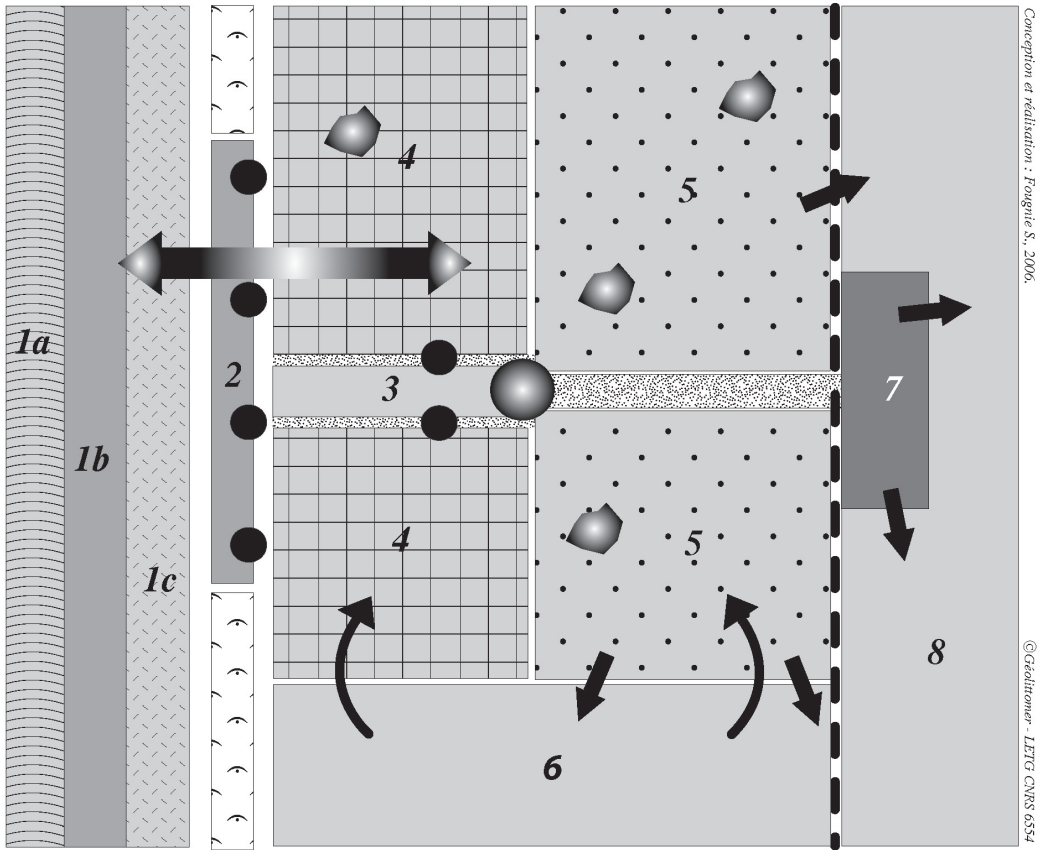 1a
1b
1c
2
3
4
4
5
5
6
7
8
Conception et réalisation : Fougnie S., 2006.
©Géolittomer - LETG CNRS 6554